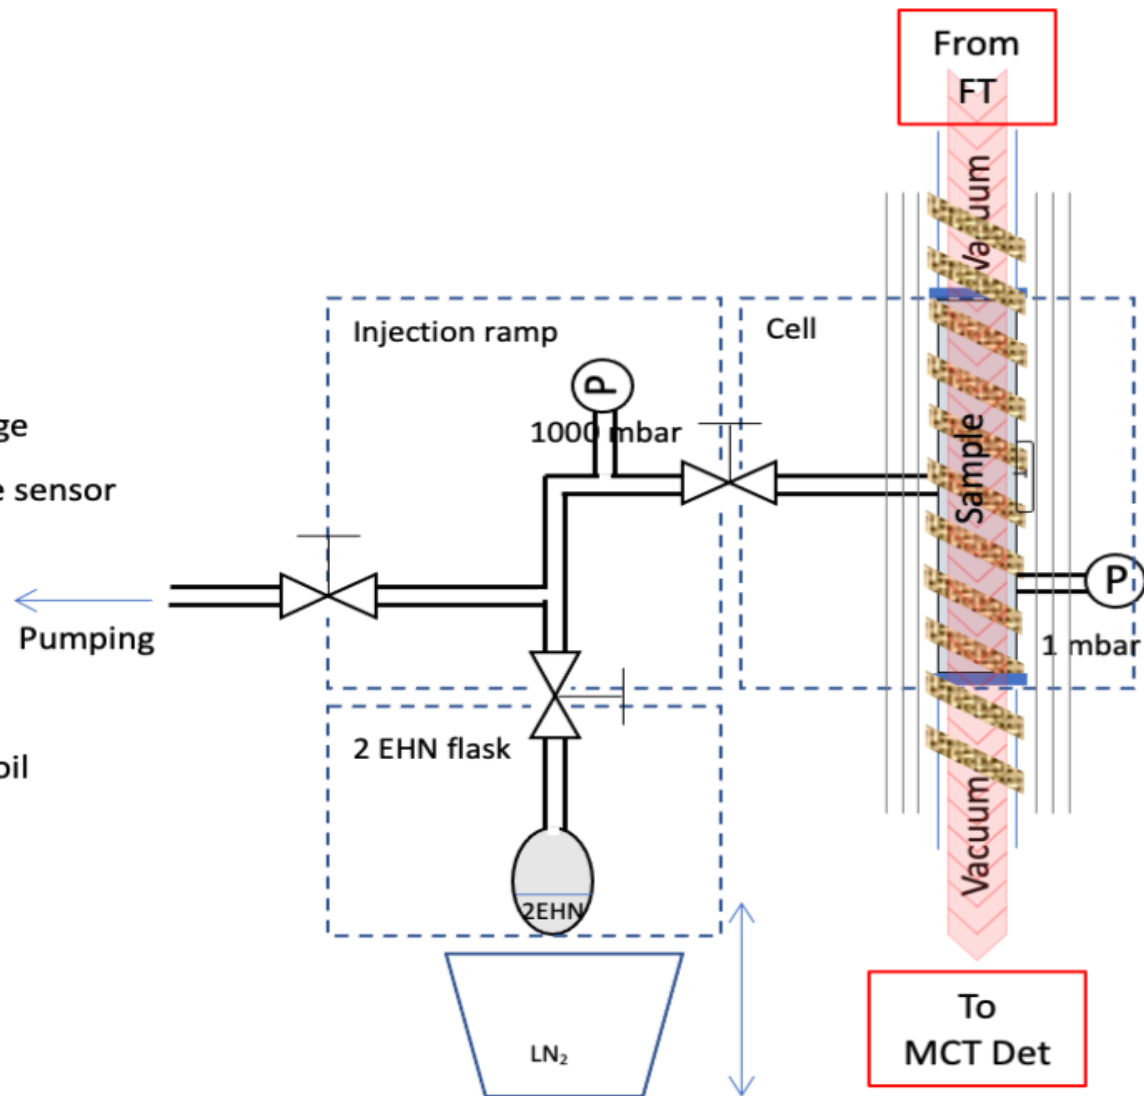 From
FT
Vacuum
Injection ramp
Cell
P
1000 mbar
ge
e sensor
Sample
P
Pumping
1 mbar
2 EHN flask
oil
Vacuum
2EHN
LN₂
To
MCT Det